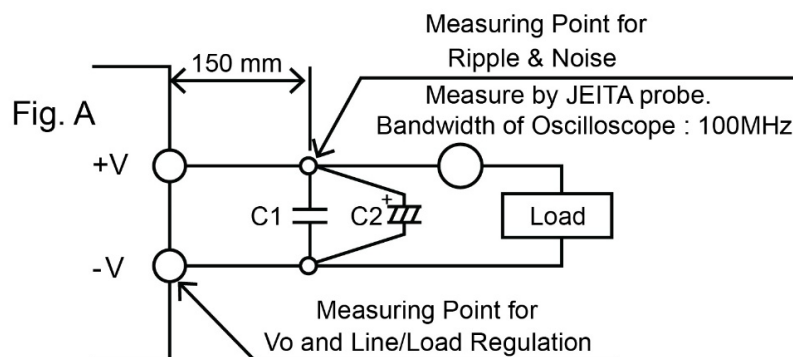 Measuring Point for
Ripple & Noise
150 mm
Measure by JEITA probe.
Fig. A
Bandwidth of Oscilloscope : 100MHz
+V
+
C1
C2
Load
-V
Measuring Point for
Vo and Line/Load Regulation